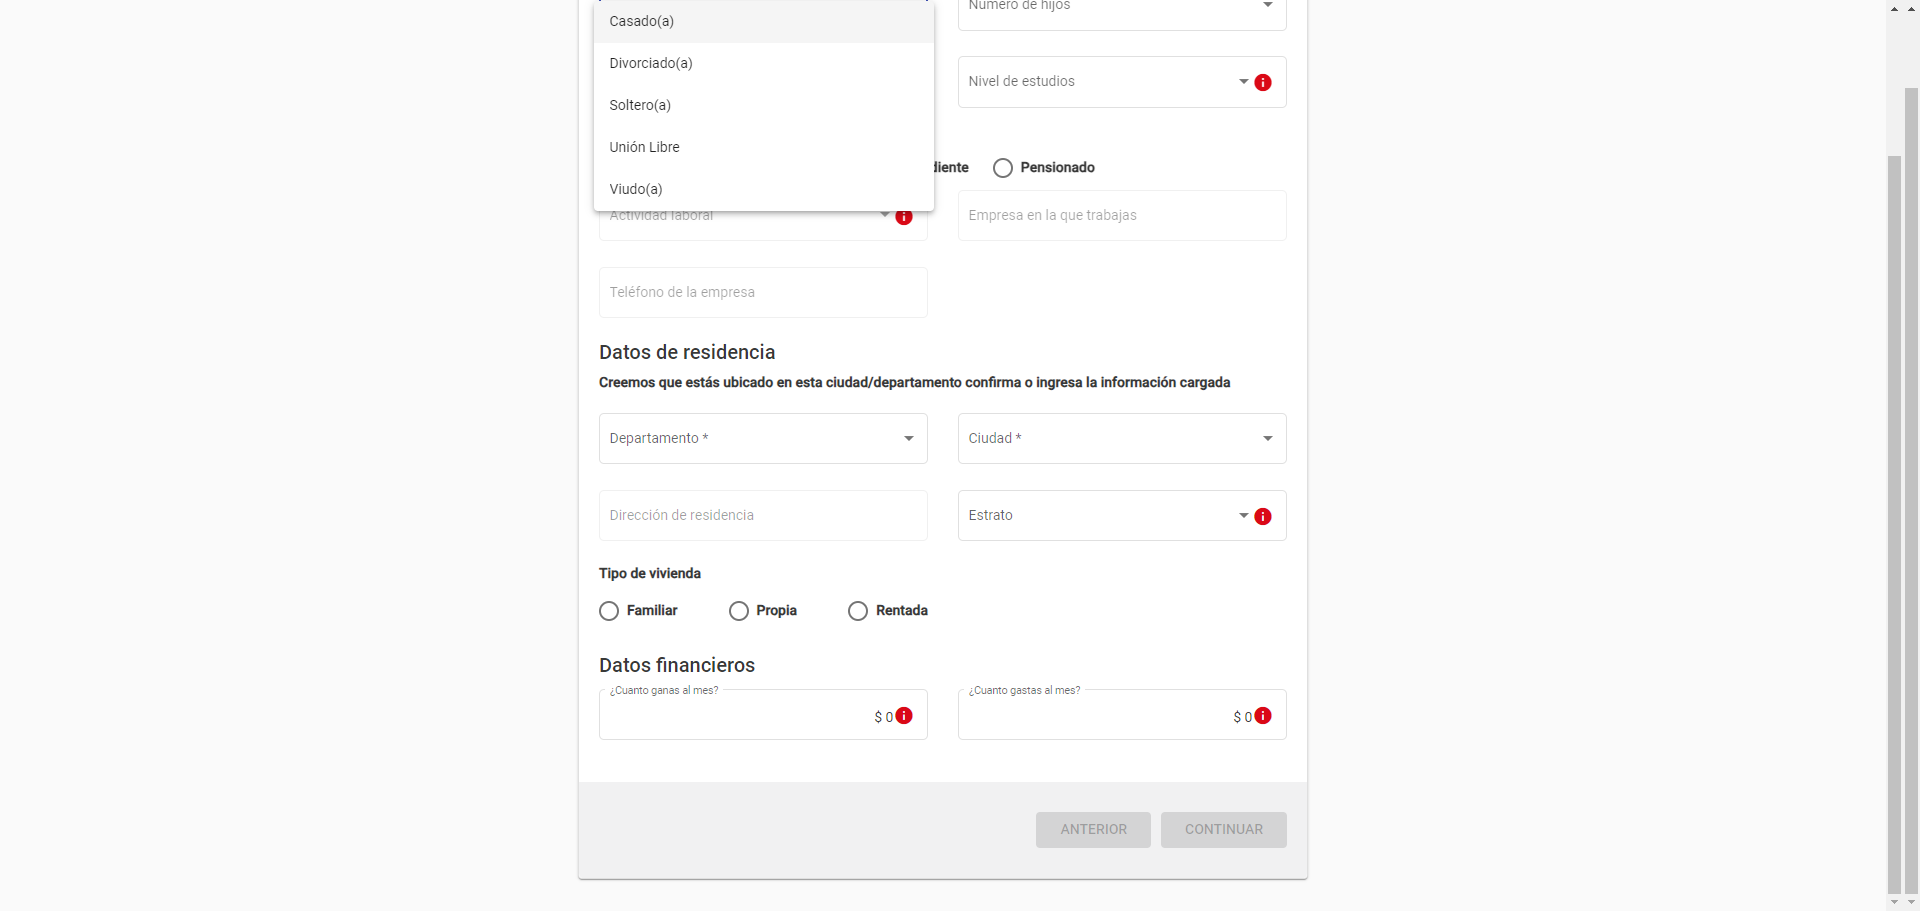 Casado(a)
Número de hijos
Divorciado(a)
Nivel de estudios
Soltero(a)
Unión Libre
Viudo(a)
diente
Pensionado
Actividad laboral
Empresa en la que trabajas
Teléfono de la empresa
Datos de residencia
Creemos que estás ubicado en esta ciudad/departamento confirma o ingresa la información cargada
Departamento *
Ciudad *
Dirección de residencia
Estrato
Tipo de vivienda
Familiar
Propia
Rentada
Datos financieros
¿Cuanto ganas al mes?
$ 0
¿Cuanto gastas al mes?
$ 0
ANTERIOR
CONTINUAR